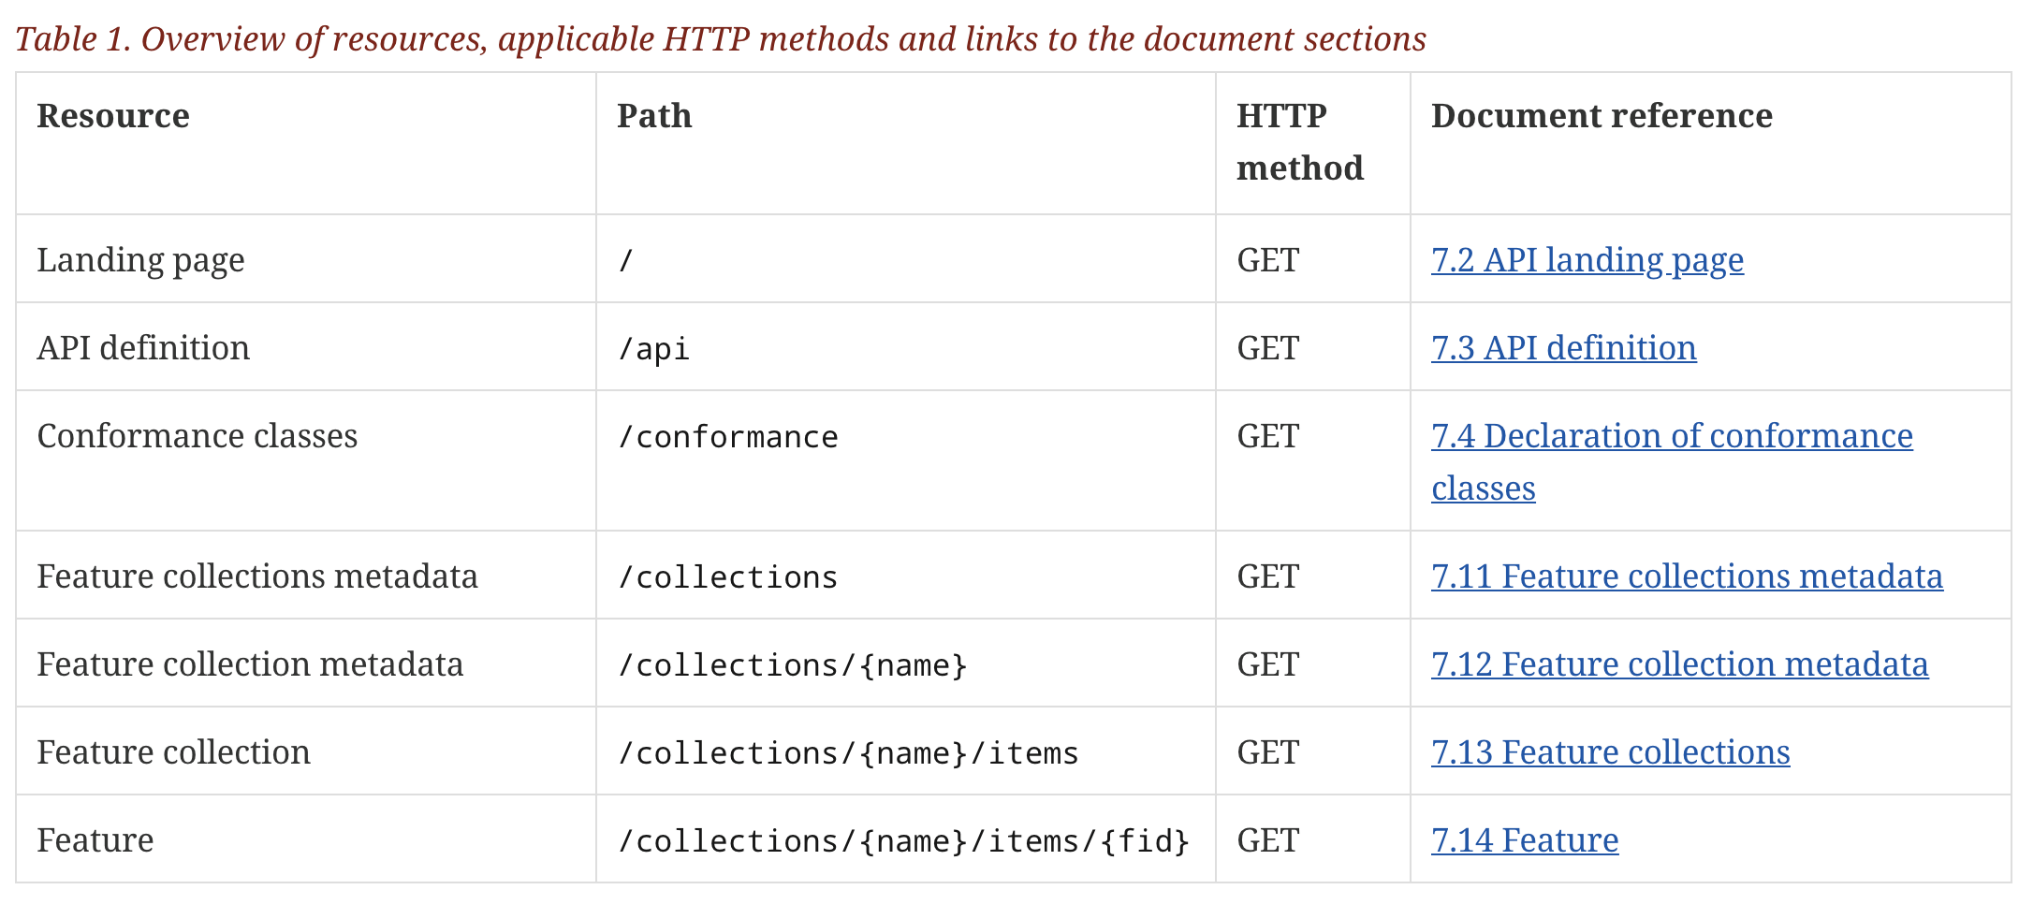 Table 1. Overview of resources, applicable HTTP methods and links to the document sections
Resource Path HTTP method Document reference
Landing page / GET 7.2 API landing page
API definition /api GET 7.3 API definition
Conformance classes /conformance GET 7.4 Declaration of conformance classes
Feature collections metadata /collections GET 7.11 Feature collections metadata
Feature collection metadata /collections/{name} GET 7.12 Feature collection metadata
Feature collection /collections/{name}/items GET 7.13 Feature collections
Feature /collections/{name}/items/{fid} GET 7.14 Feature